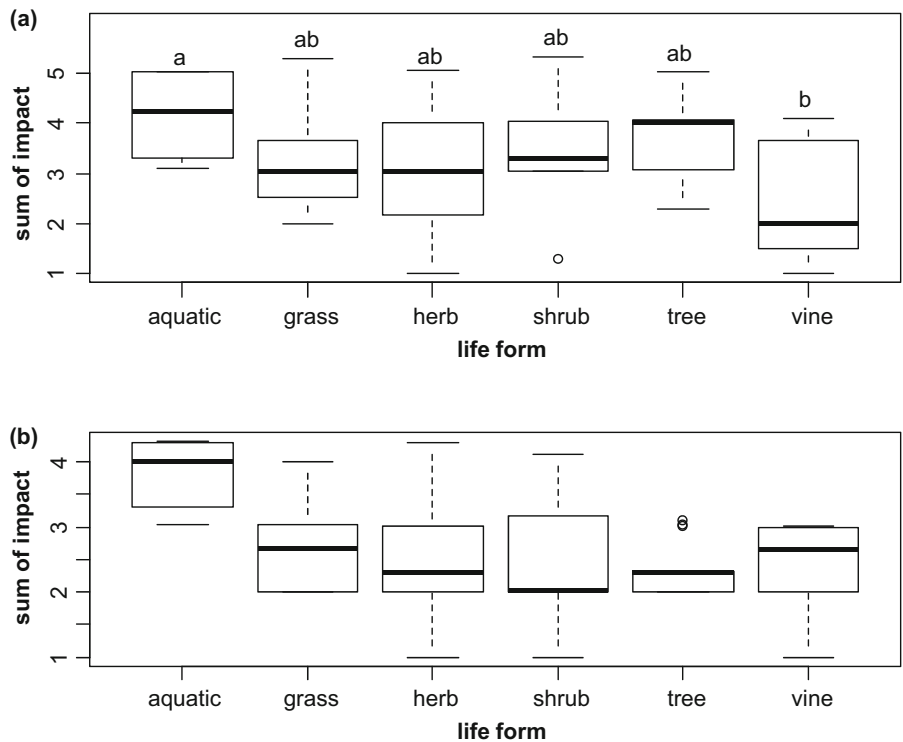 (a)
a ab ab ab ab b
5
4
3
2
1
sum of impact
aquatic grass herb shrub tree vine
life form
(b)
4
3
2
1
sum of impact
aquatic grass herb shrub tree vine
life form